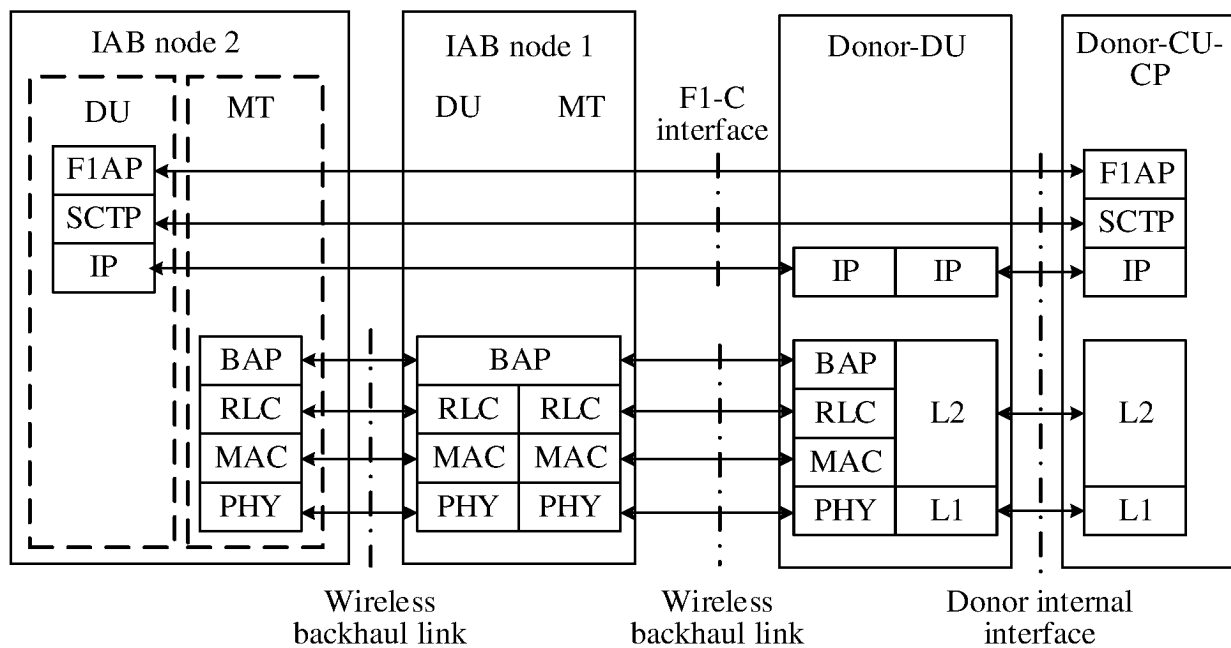 IAB node 2
IAB node 1
Donor-DU
Donor-CU-
CP
DU
MT
DU
MT
F1-C
interface
F1AP
F1AP
SCTP
SCTP
IP
IP
IP
IP
BAP
BAP
BAP
RLC
RLC
RLC
RLC
L2
L2
MAC
MAC
MAC
MAC
PHY
PHY
PHY
PHY
L1
L1
Wireless
backhaul link
Wireless
backhaul link
Donor internal
interface